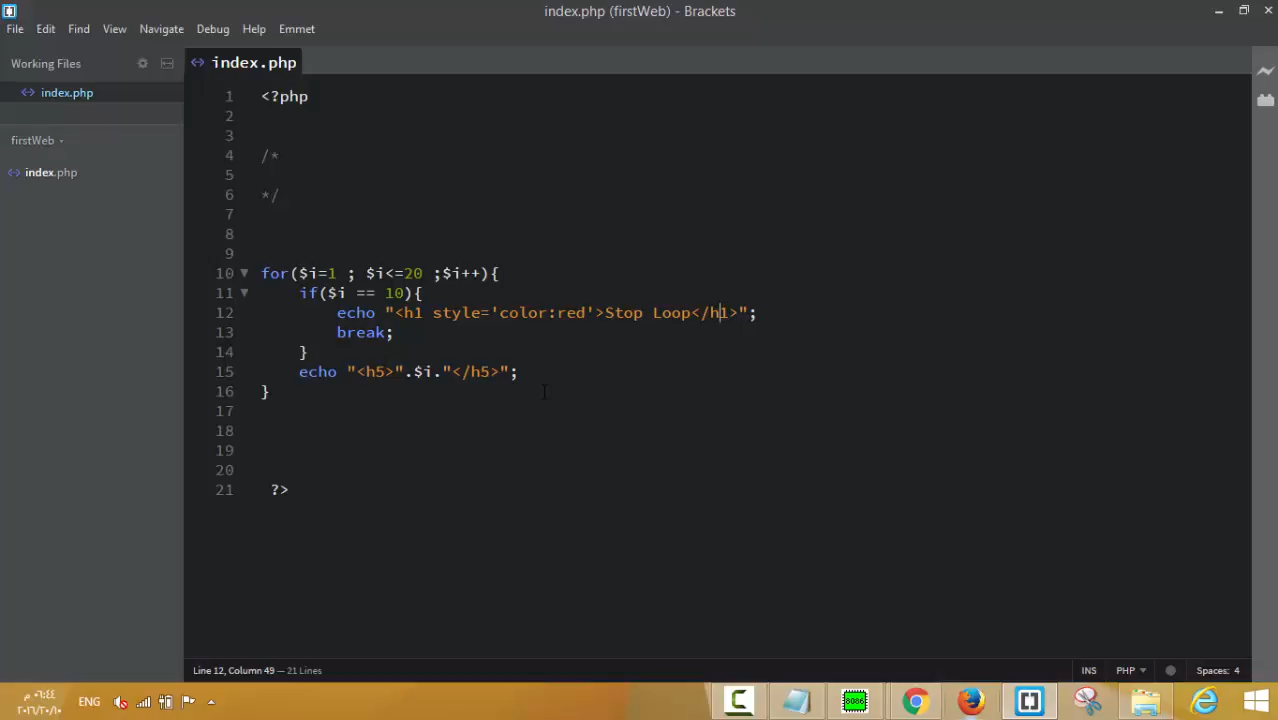 index.php (firstWeb) - Brackets
File Edit Find View Navigate Debug Help Emmet
Working Files
index.php
firstWeb
index.php
index.php
1 <?php
2
3
4 /*
5
6 */
7
8
9
10 for($i=1 ; $i<=20 ;$i++){
11 if($i == 10){
12 echo "<h1 style='color:red'>Stop Loop</h1>";
13 break;
14 }
15 echo "<h5>".$i."</h5>";
16 }
17
18
19
20
21 ?>
Line 12, Column 49 — 21 Lines
INS PHP Spaces: 4
ENG
8086